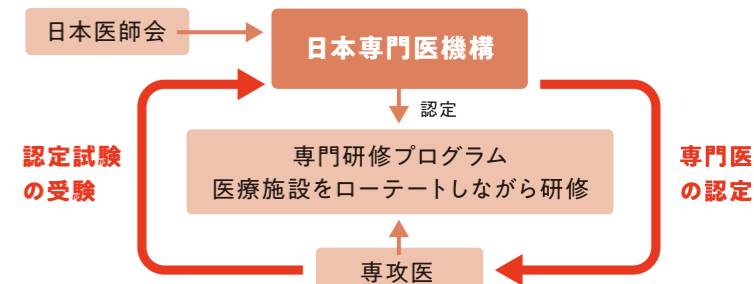 日本医師会
日本専門医機構
認定
認定試験
の受験
専門研修プログラム
医療施設をローテートしながら研修
専門医
の認定
専攻医